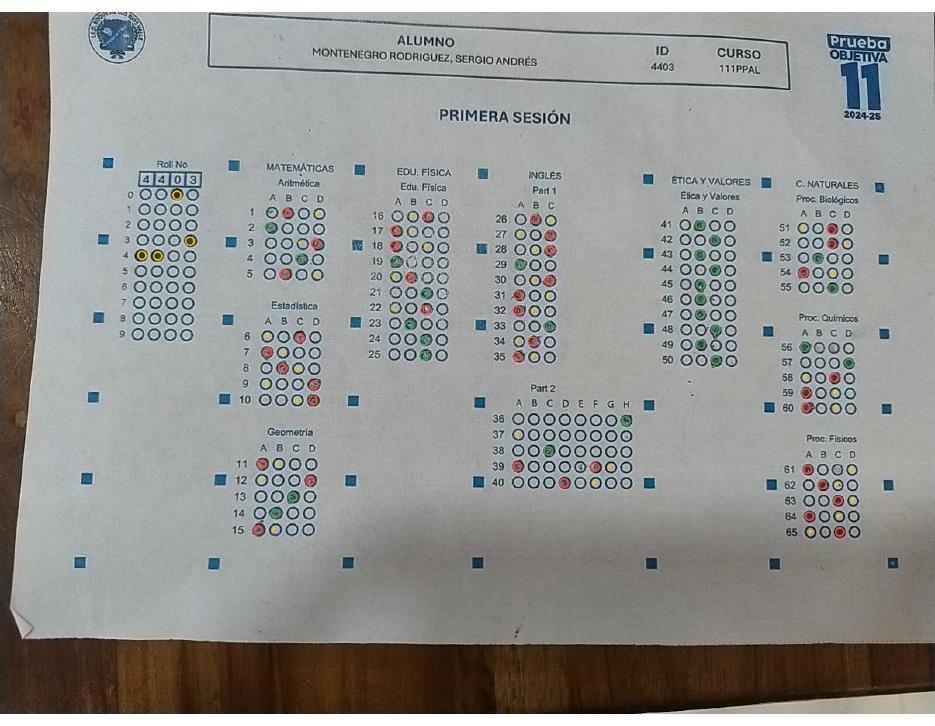 ALUMNO
MONTENEGRO RODRIGUEZ, SERGIO ANDRÉS
ID
4403
CURSO
111PPAL
Prueba
OBJETIVA
11
2024-25
PRIMERA SESIÓN
Roll No
4 4 0 3
0
1
2
3
4
5
6
7
8
9
MATEMÁTICAS
Aritmética
A B C D
1
2
3
4
5
Estadística
A B C D
6
7
8
9
10
Geometría
A B C D
11
12
13
14
15
EDU. FÍSICA
Edu. Física
A B C D
16
17
18
19
20
21
22
23
24
25
INGLÉS
Part 1
A B C
26
27
28
29
30
31
32
33
34
35
Part 2
A B C D E F G H
36
37
38
39
40
ÉTICA Y VALORES
Ética y Valores
A B C D
41
42
43
44
45
46
47
48
49
50
C. NATURALES
Proc. Biológicos
A B C D
51
52
53
54
55
Proc. Químicos
A B C D
56
57
58
59
60
Proc. Físicos
A B C D
61
62
63
64
65